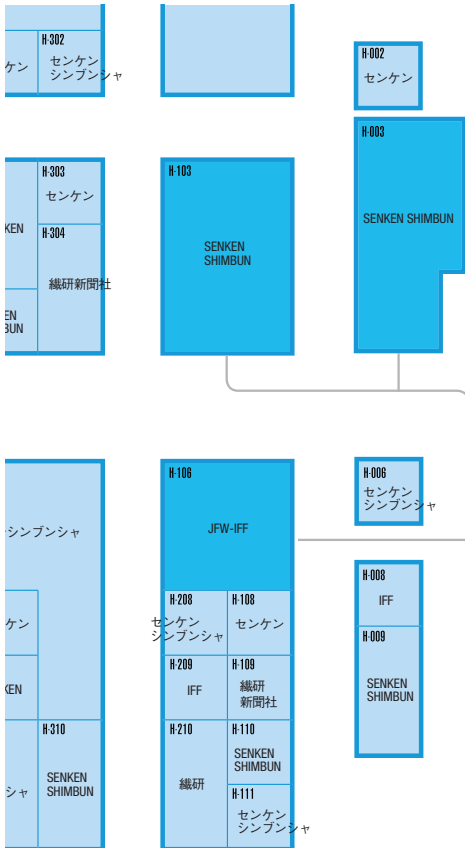 H-302
ケン
センケン
シンブンシャ
H-002
センケン
H-003
SENKEN SHIMBUN
H-303
センケン
KEN
H-304
繊研新聞社
EN
BUN
H-103
SENKEN
SHIMBUN
シンブンシャ
H-106
JFW-IFF
H-006
センケン
シンブンシャ
H-008
IFF
H-009
SENKEN
SHIMBUN
ケン
KEN
シャ
H-310
SENKEN
SHIMBUN
H-208
センケン
シンブンシャ
H-108
センケン
H-209
IFF
H-109
繊研
新聞社
H-210
繊研
H-110
SENKEN
SHIMBUN
H-111
センケン
シンブンシャ